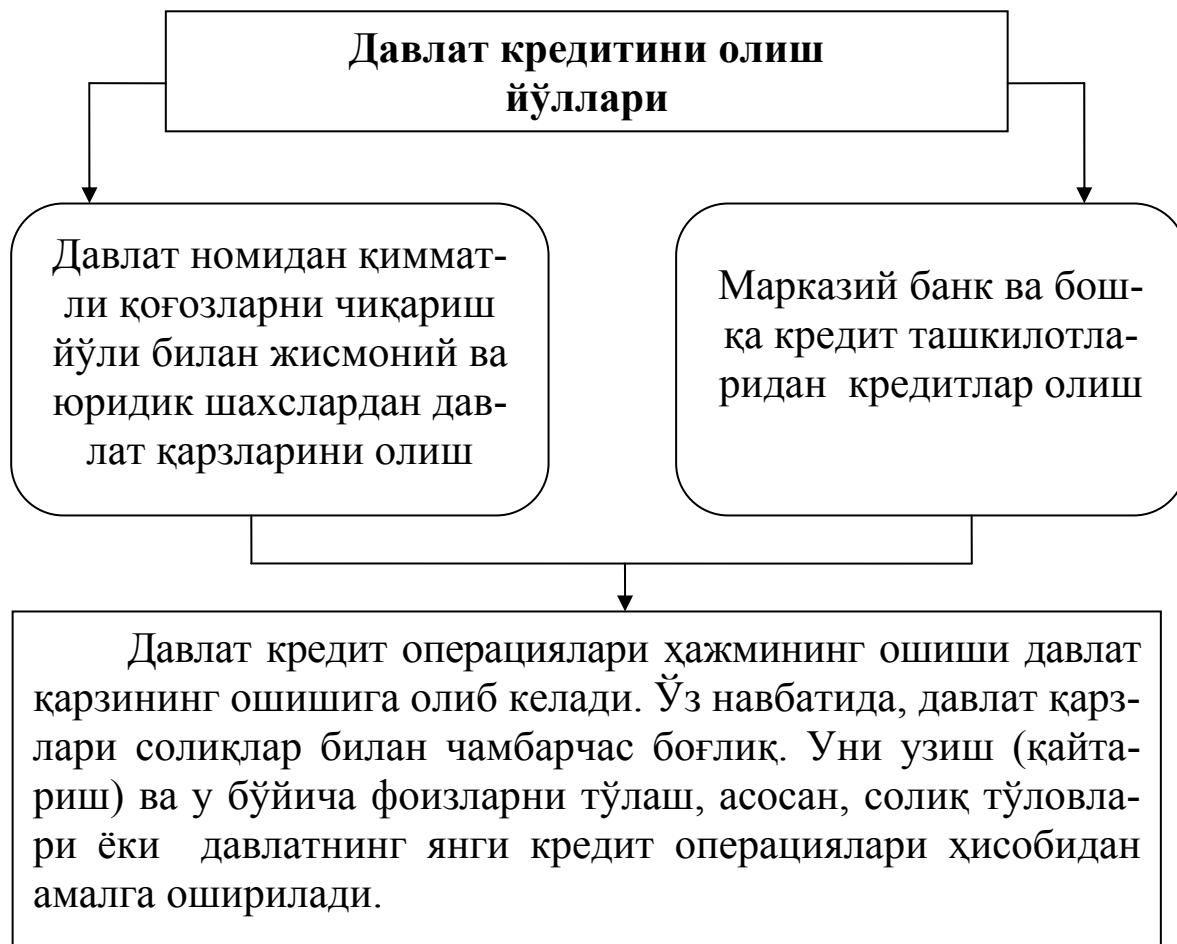 Давлат кредитини олиш
йўллари
Давлат номидан қиммат-
ли қоғозларни чиқариш
йўли билан жисмоний ва
юридик шахслардан дав-
лат қарзларини олиш
Марказий банк ва бош-
қа кредит ташкилотла-
ридан кредитлар олиш
Давлат кредит операциялари ҳажмининг ошиши давлат
қарзининг ошишига олиб келади. Ўз навбатида, давлат қарз-
лари солиқлар билан чамбарчас боғлиқ. Уни узиш (қайта-
риш) ва у бўйича фоизларни тўлаш, асосан, солиқ тўловла-
ри ёки давлатнинг янги кредит операциялари ҳисобидан
амалга оширилади.